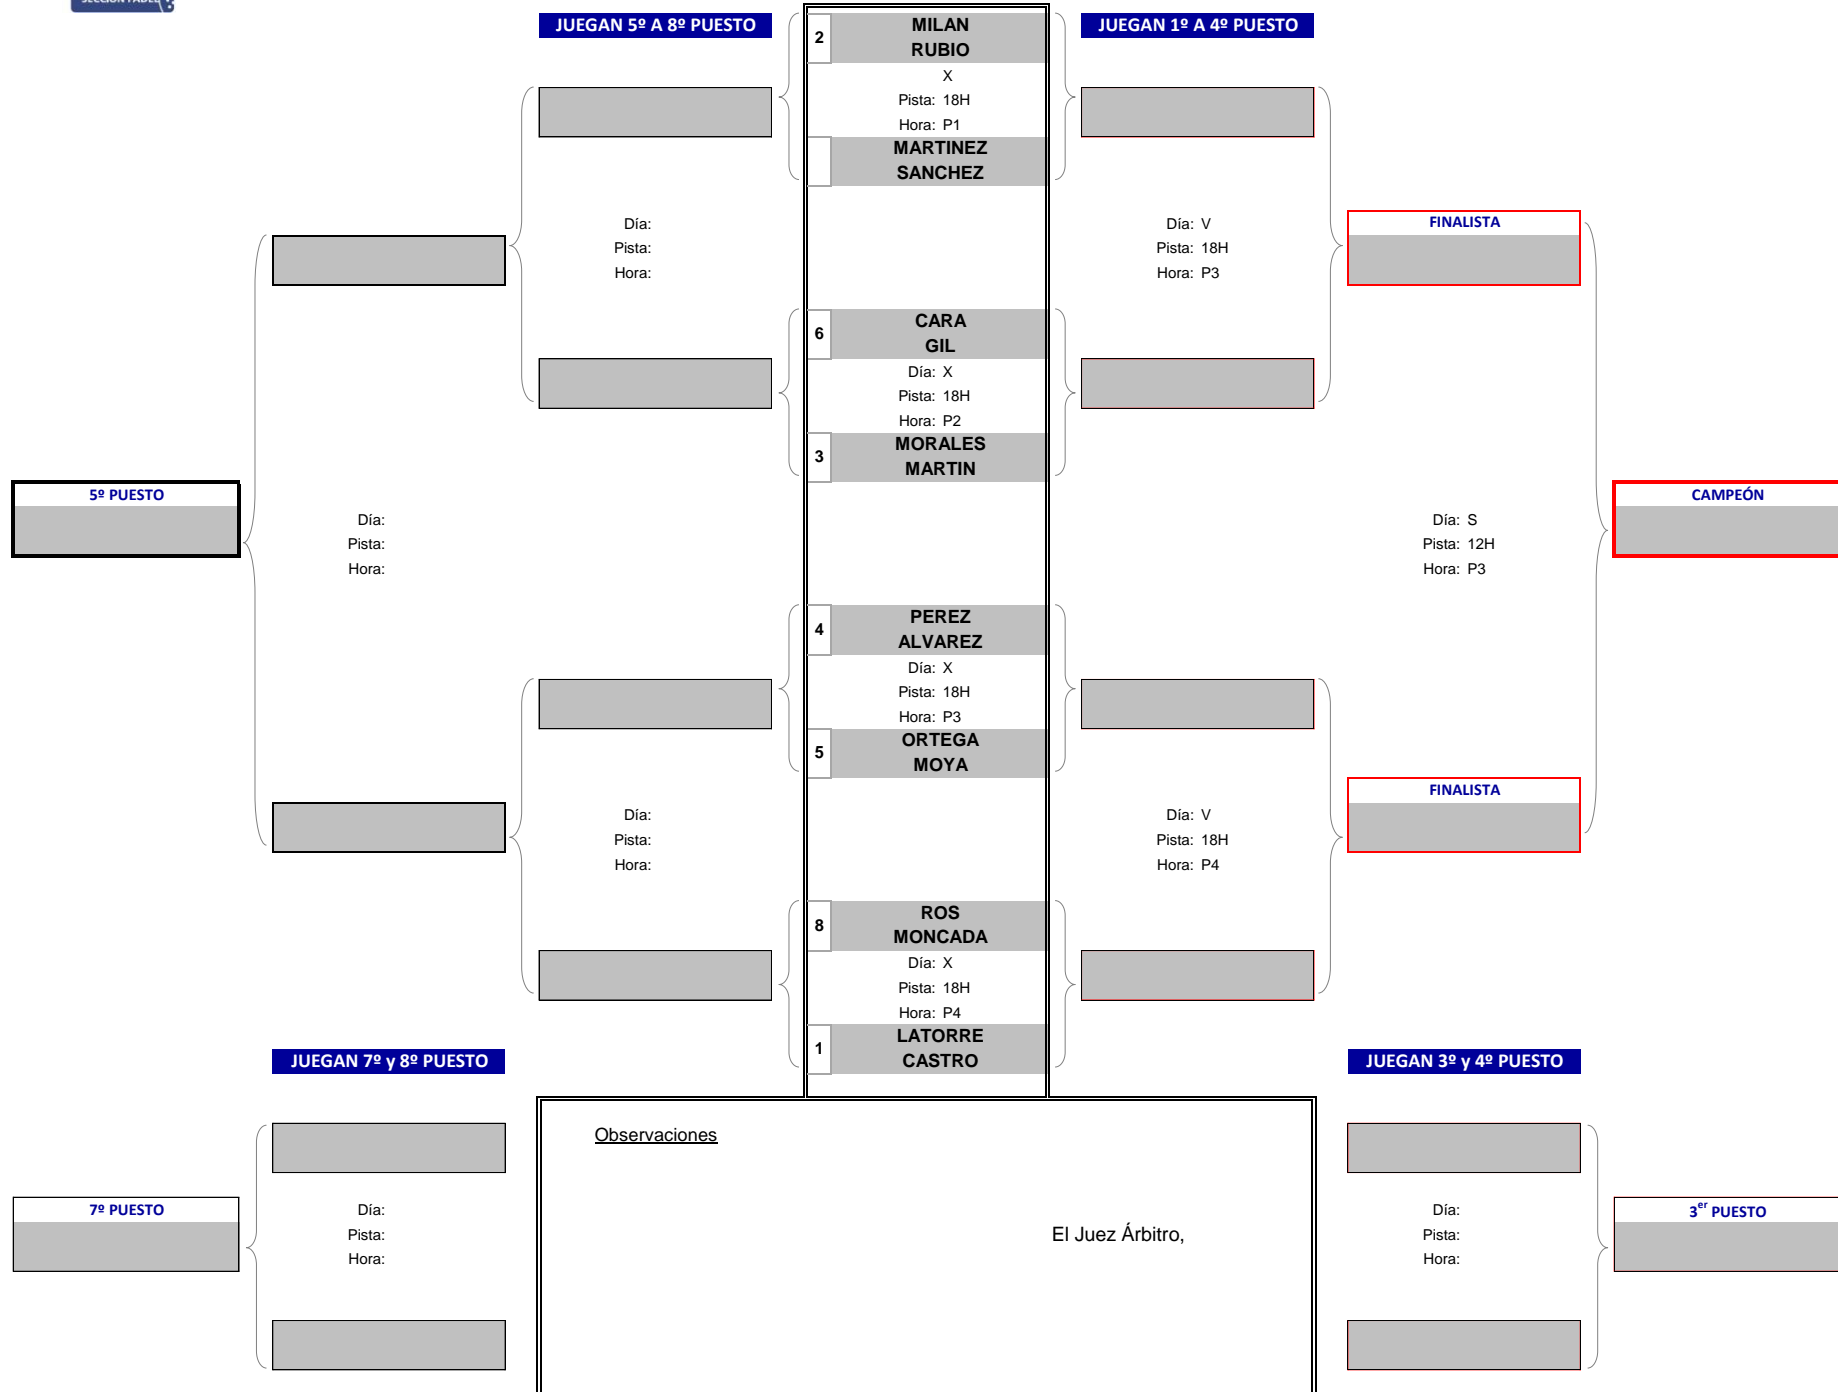 SECCIÓN PADEL
JUEGAN 5º A 8º PUESTO
JUEGAN 1º A 4º PUESTO
2
MILAN
RUBIO
X
Pista: 18H
Hora: P1
MARTINEZ
SANCHEZ
Día:
Pista:
Hora:
Día: V
Pista: 18H
Hora: P3
FINALISTA
6
CARA
GIL
Día: X
Pista: 18H
Hora: P2
3
MORALES
MARTIN
5º PUESTO
Día:
Pista:
Hora:
Día: S
Pista: 12H
Hora: P3
CAMPEÓN
4
PEREZ
ALVAREZ
Día: X
Pista: 18H
Hora: P3
5
ORTEGA
MOYA
Día:
Pista:
Hora:
Día: V
Pista: 18H
Hora: P4
FINALISTA
8
ROS
MONCADA
Día: X
Pista: 18H
Hora: P4
1
LATORRE
CASTRO
JUEGAN 7º y 8º PUESTO
JUEGAN 3º y 4º PUESTO
Observaciones
El Juez Árbitro,
7º PUESTO
Día:
Pista:
Hora:
Día:
Pista:
Hora:
3er PUESTO